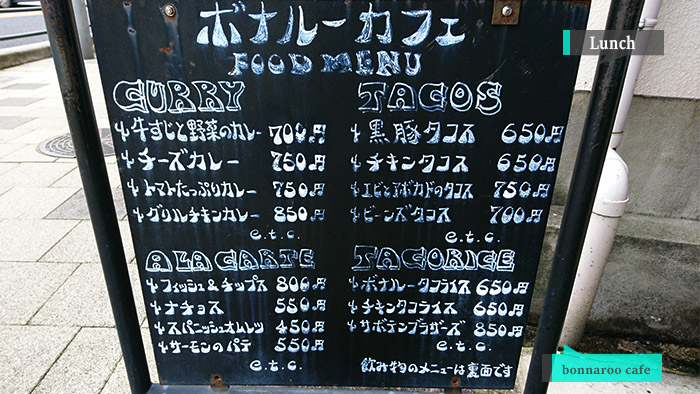 ボナルーカフェ
FOOD MENU
Lunch
CURRY
牛すじと野菜のカレー 700円
チーズカレー 750円
トマトたっぷりカレー 750円
グリルチキンカレー 850円
e.t.c.
TACOS
黒豚タコス 650円
チキンタコス 650円
エビとアボカドのタコス 750円
ビーンズタコス 700円
e.t.c.
A LA CARTE
フィッシュ&チップス 800円
ナチョス 550円
スパニッシュオムレツ 450円
サーモンのパテ 550円
e.t.c.
TACORICE
ボナルータコライス 650円
チキンタコライス 650円
サボテンブラザーズ 850円
e.t.c.
飲み物のメニューは裏面です
bonnaroo cafe